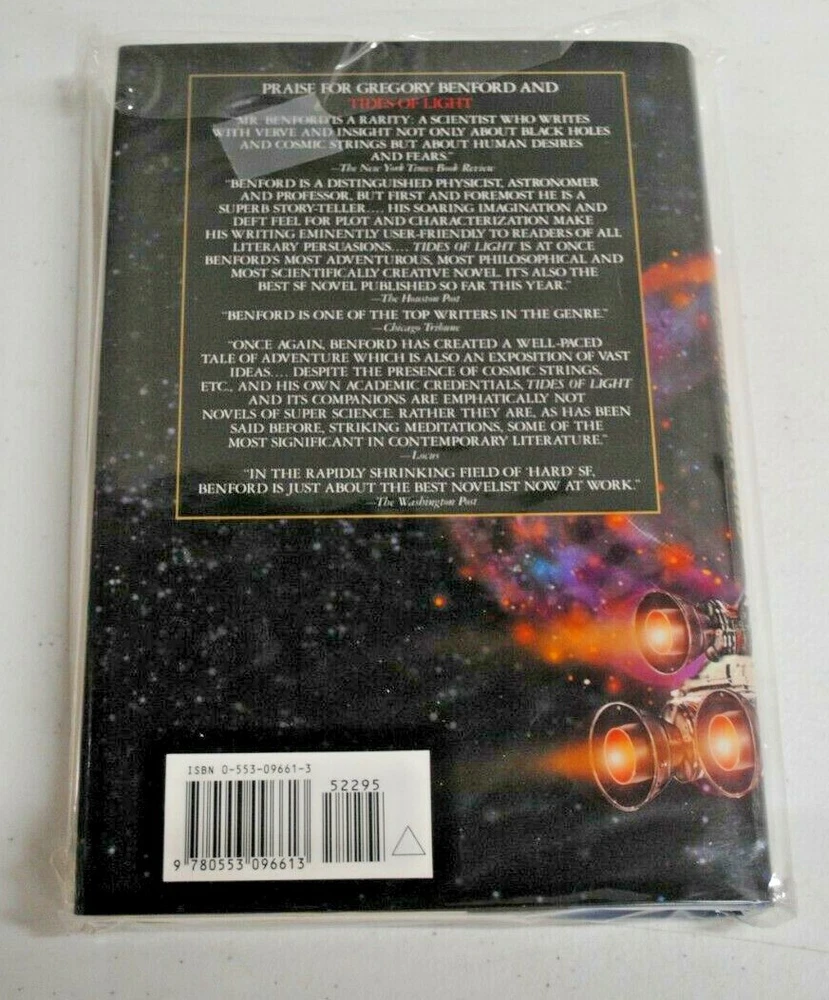 PRAISE FOR GREGORY BENFORD AND
TIDES OF LIGHT
"MR. BENFORD IS A RARITY: A SCIENTIST WHO WRITES
WITH VERVE AND INSIGHT NOT ONLY ABOUT BLACK HOLES
AND COSMIC STRINGS BUT ABOUT HUMAN DESIRES
AND FEARS."
—The New York Times Book Review
"BENFORD IS A DISTINGUISHED PHYSICIST, ASTRONOMER
AND PROFESSOR, BUT FIRST AND FOREMOST HE IS A
SUPERB STORY-TELLER.... HIS SOARING IMAGINATION AND
DEFT FEEL FOR PLOT AND CHARACTERIZATION MAKE
HIS WRITING EMINENTLY USER-FRIENDLY TO READERS OF ALL
LITERARY PERSUASIONS.... TIDES OF LIGHT IS AT ONCE
BENFORD'S MOST ADVENTUROUS, MOST PHILOSOPHICAL AND
MOST SCIENTIFICALLY CREATIVE NOVEL. IT'S ALSO THE
BEST SF NOVEL PUBLISHED SO FAR THIS YEAR."
—The Houston Post
"BENFORD IS ONE OF THE TOP WRITERS IN THE GENRE."
—Chicago Tribune
"ONCE AGAIN, BENFORD HAS CREATED A WELL-PACED
TALE OF ADVENTURE WHICH IS ALSO AN EXPOSITION OF VAST
IDEAS.... DESPITE THE PRESENCE OF COSMIC STRINGS,
ETC., AND HIS OWN ACADEMIC CREDENTIALS, TIDES OF LIGHT
AND ITS COMPANIONS ARE EMPHATICALLY NOT
NOVELS OF SUPER SCIENCE. RATHER THEY ARE, AS HAS BEEN
SAID BEFORE, STRIKING MEDITATIONS, SOME OF THE
MOST SIGNIFICANT IN CONTEMPORARY LITERATURE."
—Locus
"IN THE RAPIDLY SHRINKING FIELD OF 'HARD' SF,
BENFORD IS JUST ABOUT THE BEST NOVELIST NOW AT WORK."
—The Washington Post
ISBN 0-553-09661-3
52295
9 780553 096613